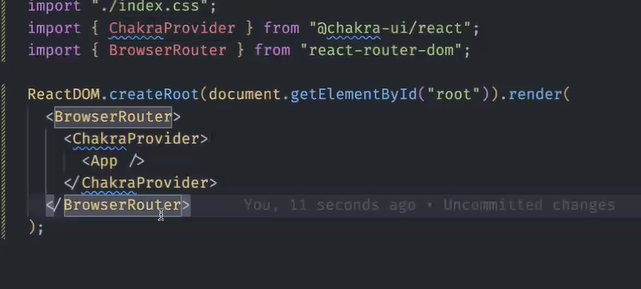 import "./index.css";
import { ChakraProvider } from "@chakra-ui/react";
import { BrowserRouter } from "react-router-dom";
ReactDOM.createRoot(document.getElementById("root")).render(
<BrowserRouter>
<ChakraProvider>
<App />
</ChakraProvider>
</BrowserRouter> You, 11 seconds ago • Uncommitted changes
);